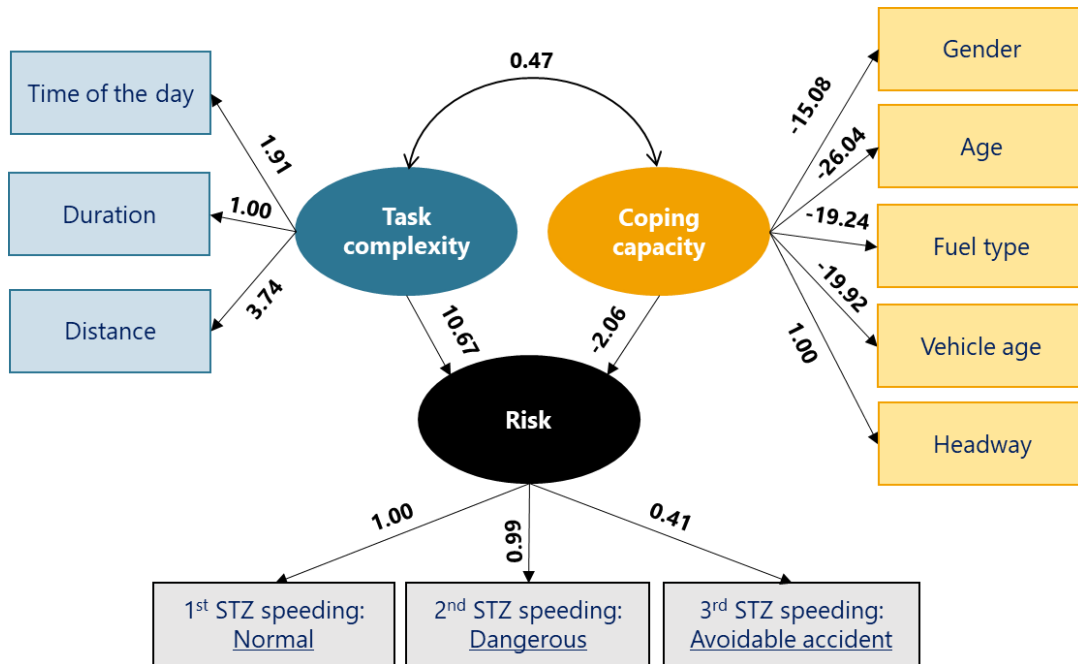 0.47
Gender
Time of the day
-15.08
Age
1.91
-26.04
Duration
1.00
Task
complexity
Coping
capacity
-19.24
Fuel type
3.74
-19.92
Distance
10.67
-2.06
1.00
Vehicle age
Risk
Headway
1.00
0.99
0.41
1st STZ speeding:
Normal
2nd STZ speeding:
Dangerous
3rd STZ speeding:
Avoidable accident